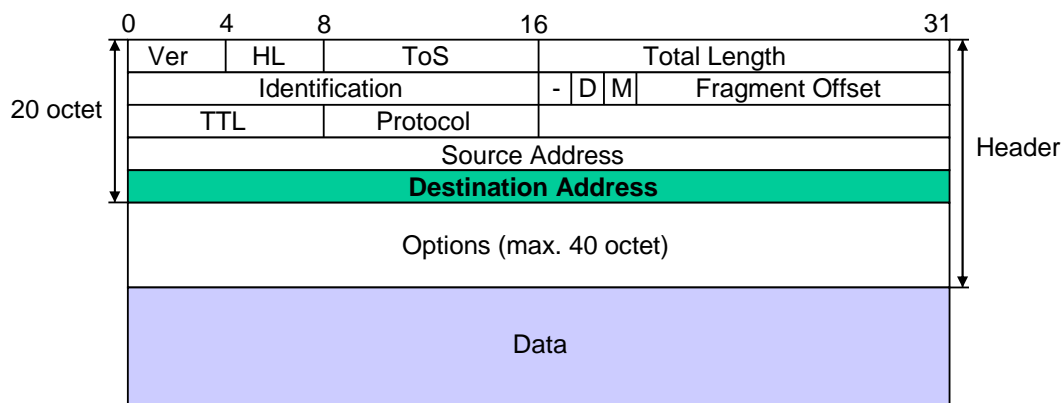 0 4 8 16 31
Ver HL ToS Total Length
Identification - D M Fragment Offset
20 octet
TTL Protocol
Header
Source Address
Destination Address
Options (max. 40 octet)
Data